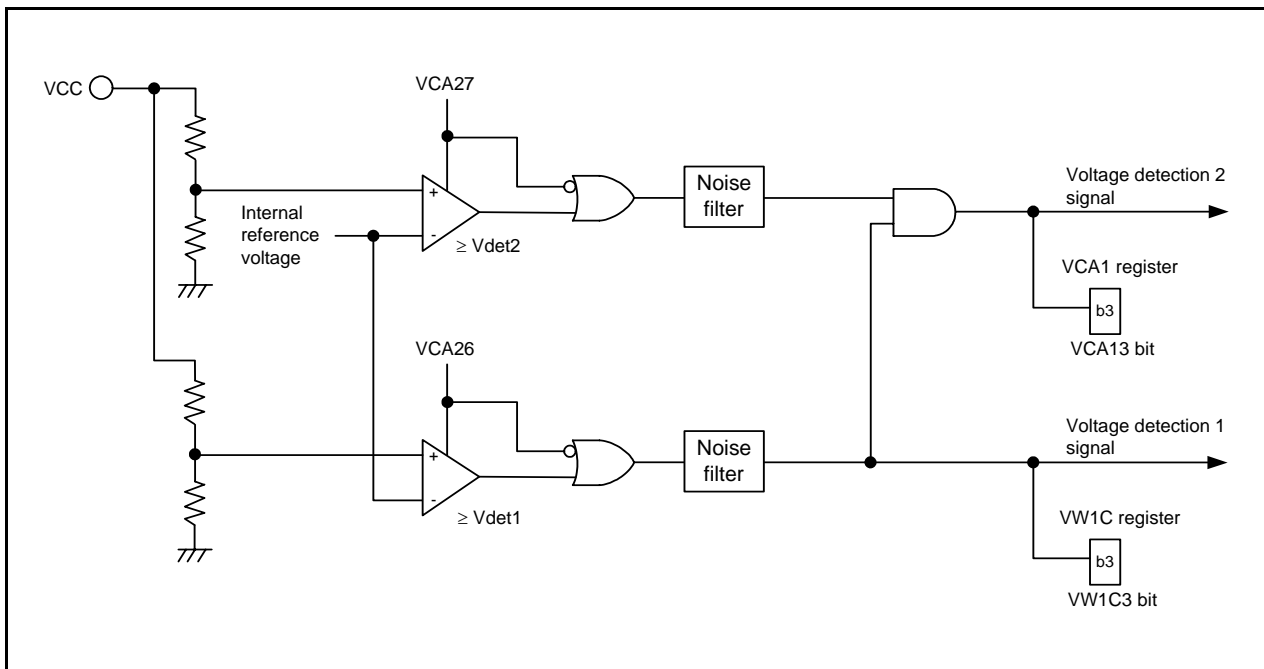 VCC
VCA27
+
-
≥ Vdet2
Internal
reference
voltage
Noise
filter
Voltage detection 2
signal
VCA1 register
b3
VCA13 bit
VCA26
+
-
≥ Vdet1
Noise
filter
Voltage detection 1
signal
VW1C register
b3
VW1C3 bit